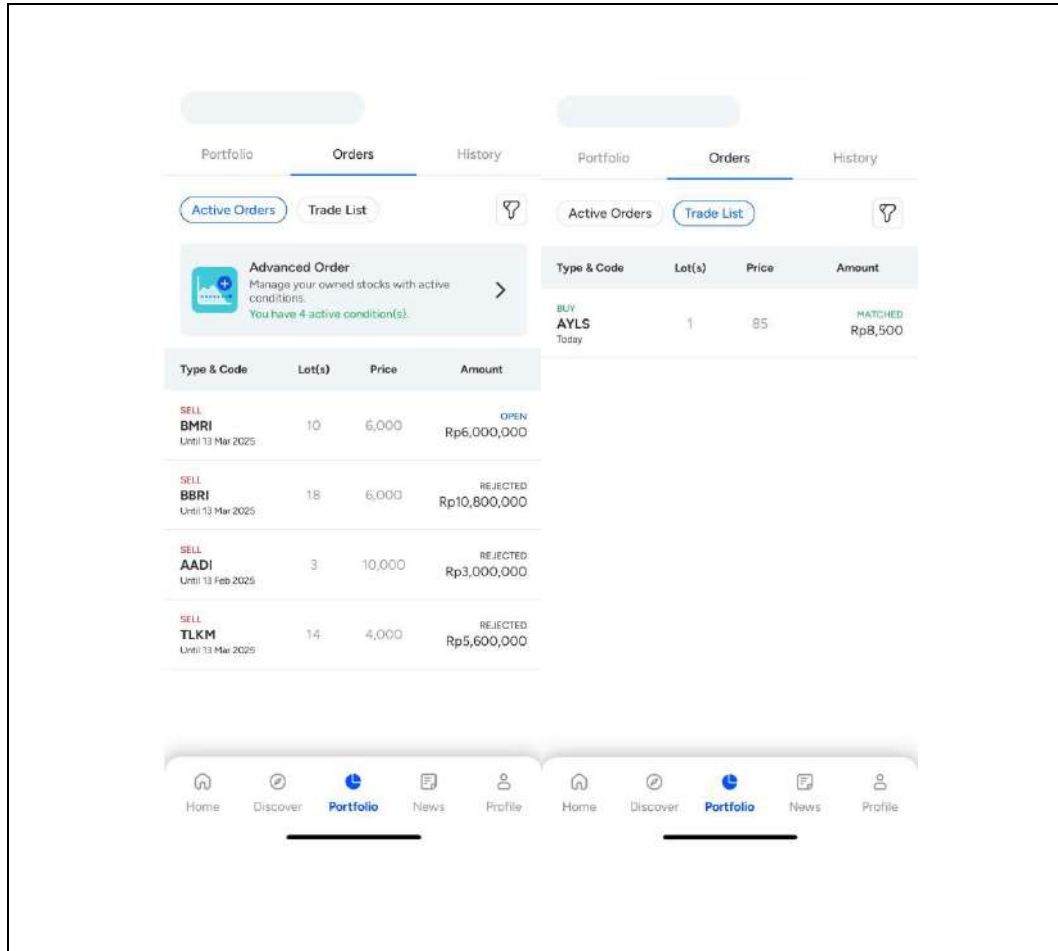 Portfolio Orders History
Active Orders Trade List
Advanced Order
Manage your owned stocks with active
conditions.
You have 4 active condition(s).
Type & Code Lot(s) Price Amount
SELL
BMRI 10 6,000 OPEN Rp6,000,000
Until 13 Mar 2025
SELL
BBRI 18 6,000 REJECTED Rp10,800,000
Until 13 Mar 2025
SELL
AADI 3 10,000 REJECTED Rp3,000,000
Until 13 Feb 2025
SELL
TLKM 14 4,000 REJECTED Rp5,600,000
Until 13 Mar 2025
Home Discover Portfolio News Profile
Portfolio Orders History
Active Orders Trade List
Type & Code Lot(s) Price Amount
BUY
AYLS 1 85 MATCHED Rp8,500
Today
Home Discover Portfolio News Profile